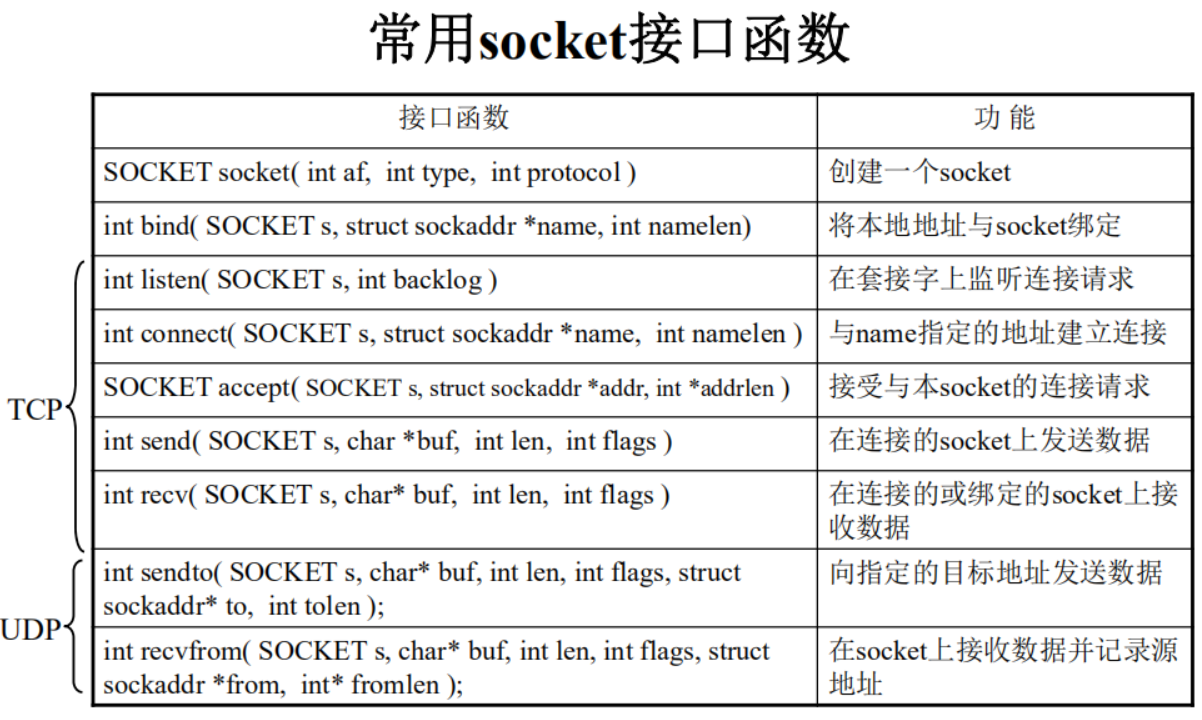 常用socket接口函数
接口函数
功 能
SOCKET socket( int af, int type, int protocol )
创建一个socket
int bind( SOCKET s, struct sockaddr *name, int namelen)
将本地地址与socket绑定
TCP
int listen( SOCKET s, int backlog )
在套接字上监听连接请求
int connect( SOCKET s, struct sockaddr *name, int namelen )
与name指定的地址建立连接
SOCKET accept( SOCKET s, struct sockaddr *addr, int *addrlen )
接受与本socket的连接请求
int send( SOCKET s, char *buf, int len, int flags )
在连接的socket上发送数据
int recv( SOCKET s, char* buf, int len, int flags )
在连接的或绑定的socket上接
收数据
UDP
int sendto( SOCKET s, char* buf, int len, int flags, struct
sockaddr* to, int tolen );
向指定的目标地址发送数据
int recvfrom( SOCKET s, char* buf, int len, int flags, struct
sockaddr *from, int* fromlen );
在socket上接收数据并记录源
地址